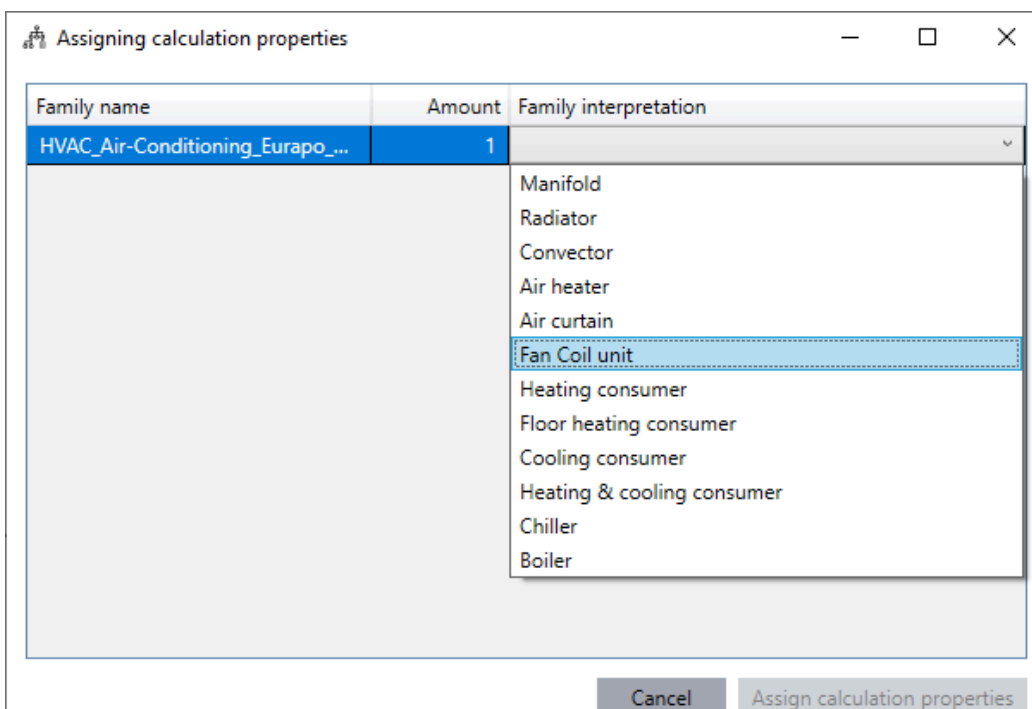 Assigning calculation properties
Family name Amount Family interpretation
HVAC_Air-Conditioning_Eurapo_... 1
Manifold
Radiator
Convector
Air heater
Air curtain
Fan Coil unit
Heating consumer
Floor heating consumer
Cooling consumer
Heating & cooling consumer
Chiller
Boiler
Cancel Assign calculation properties